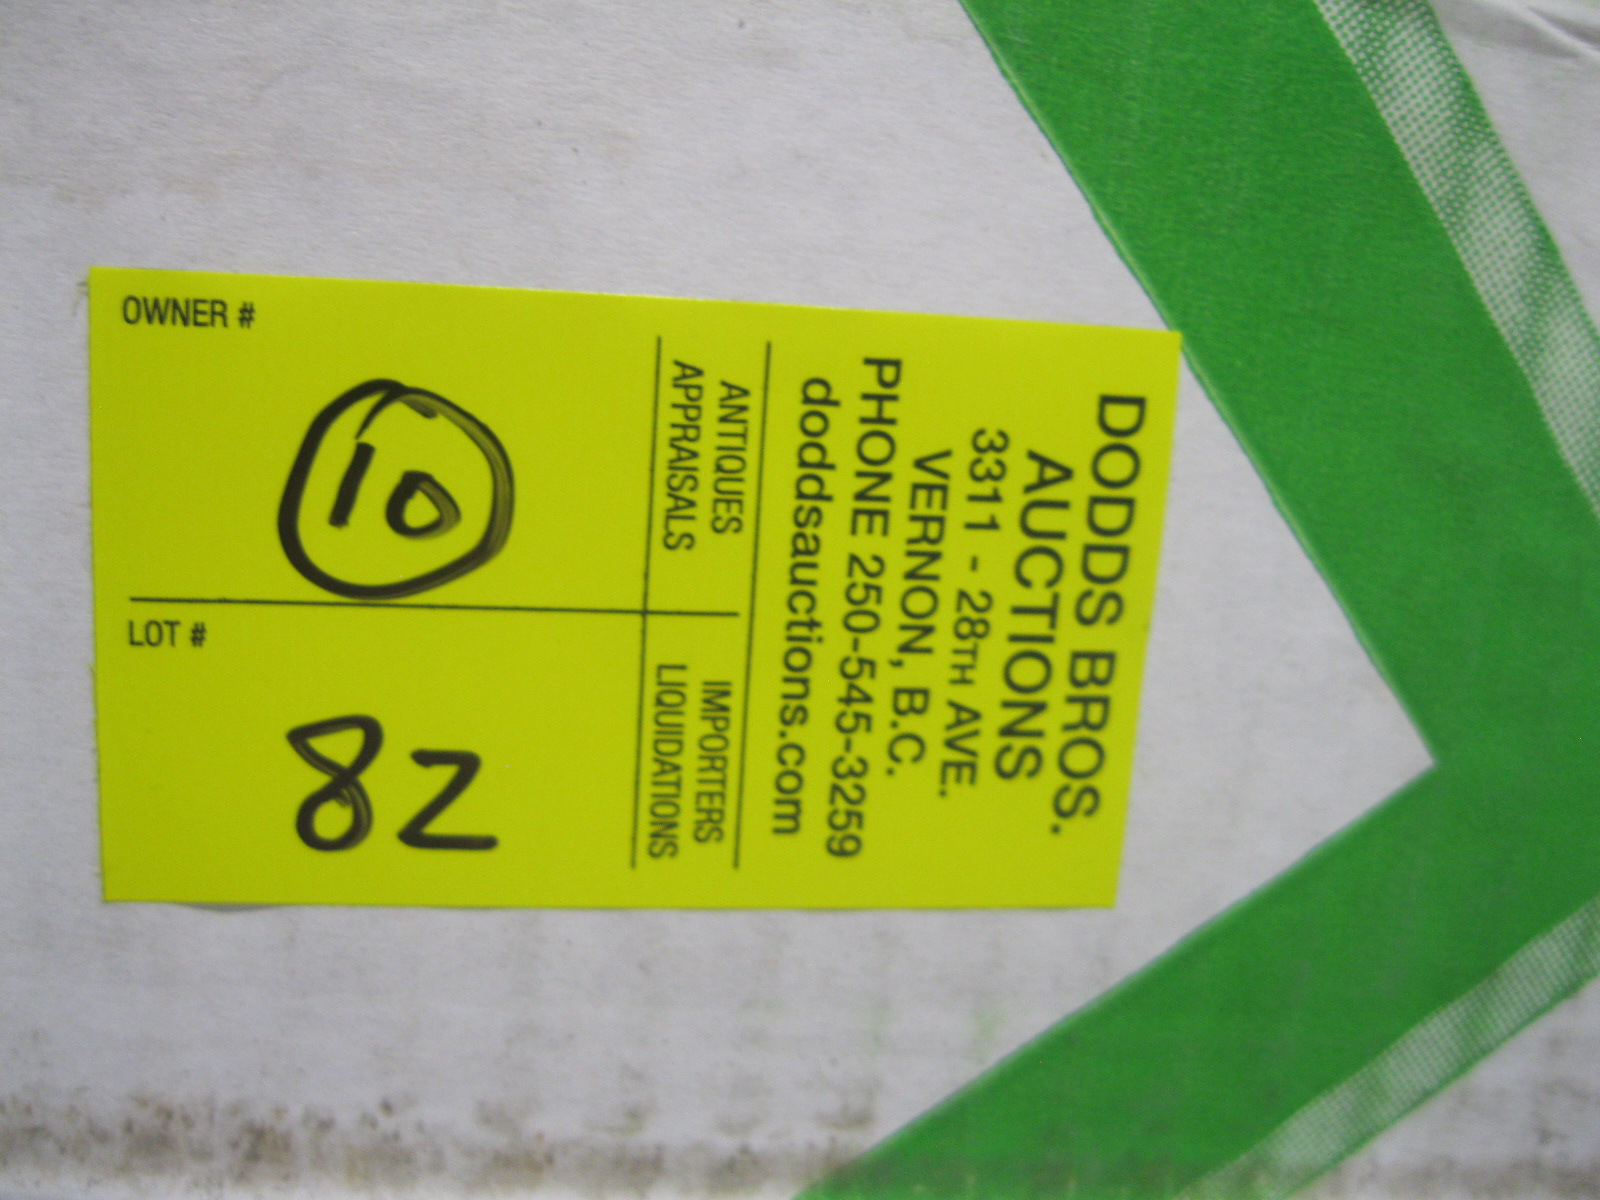 DODDS BROS.
AUCTIONS
3311 - 28TH AVE.
VERNON, B.C.
PHONE 250-545-3259
doddsauctions.com
ANTIQUES
APPRAISALS
IMPORTERS
LIQUIDATIONS
OWNER #
10
LOT #
82